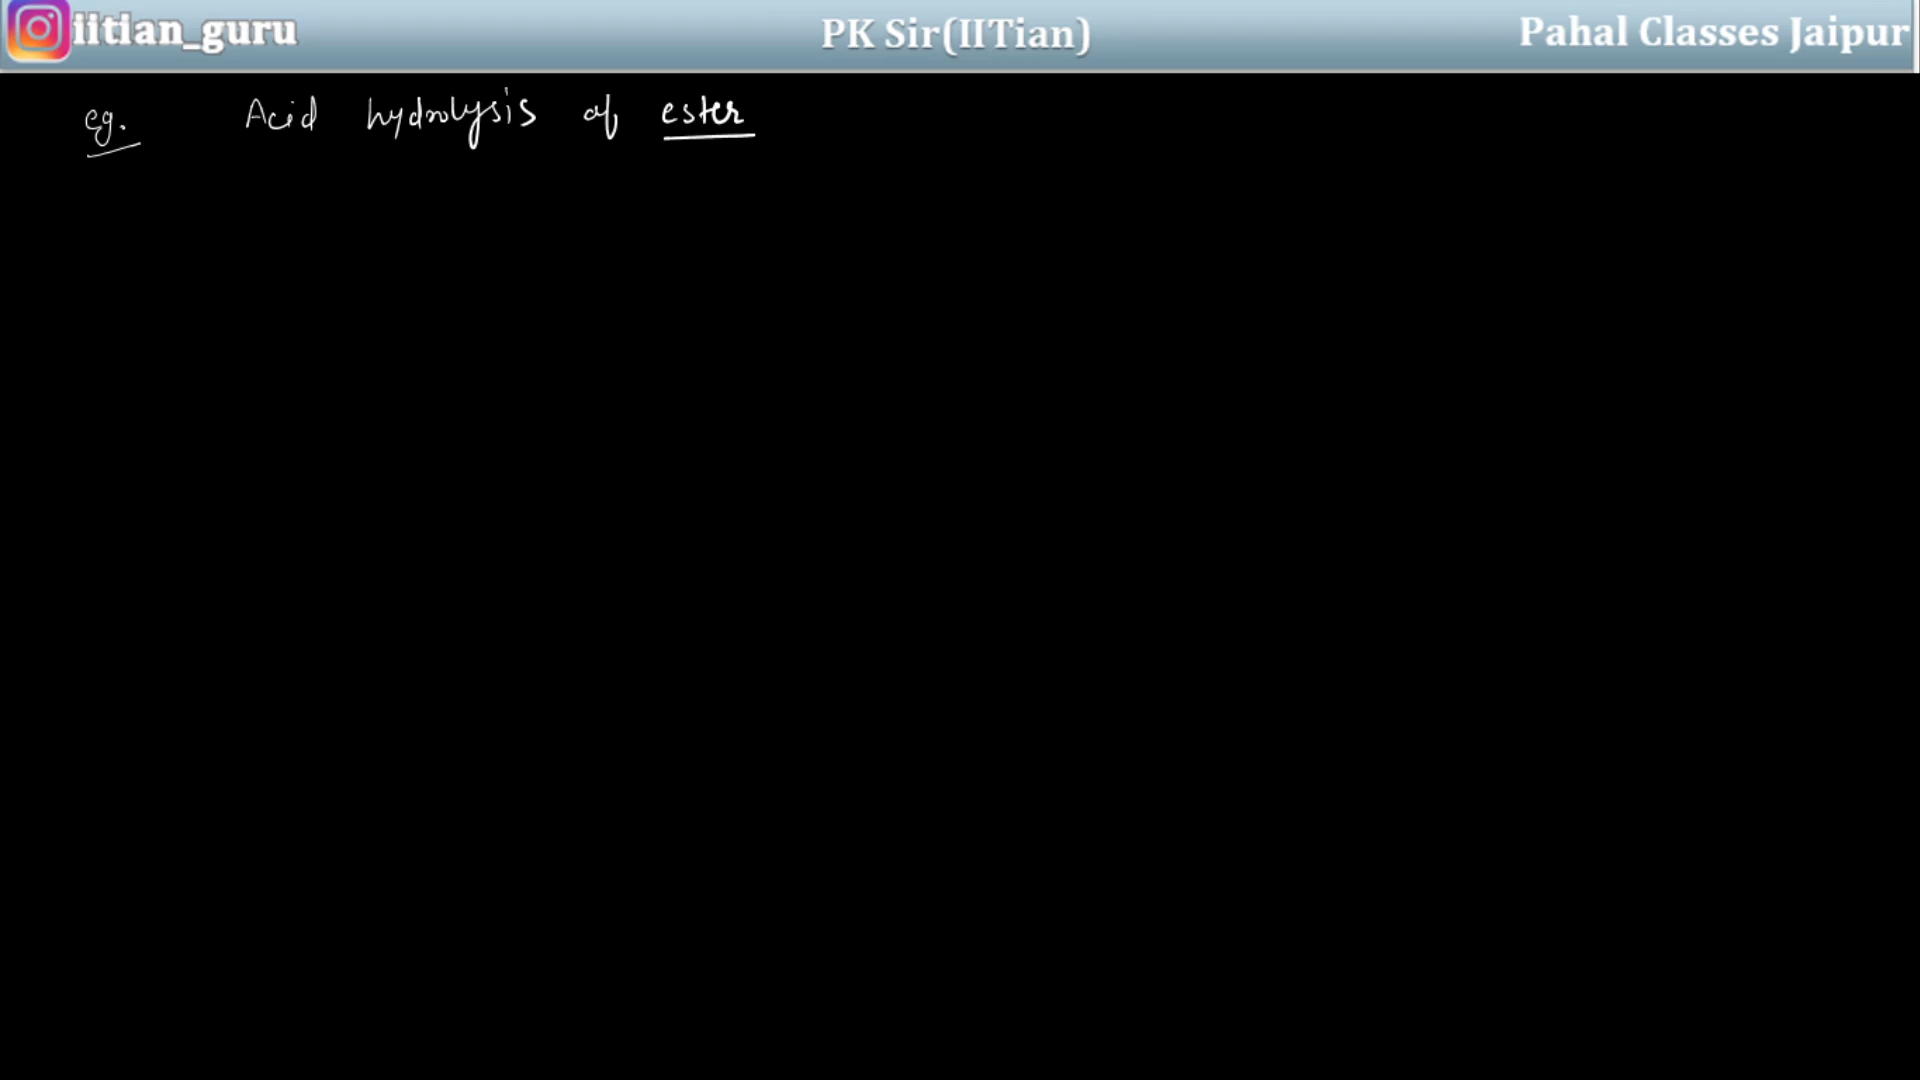 iitian_guru PK Sir(IITian) Pahal Classes Jaipur
eg. Acid hydrolysis of ester